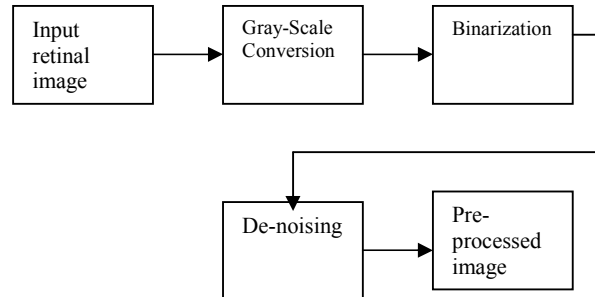 Input
retinal
image
Gray-Scale
Conversion
Binarization
De-noising
Pre-
processed
image